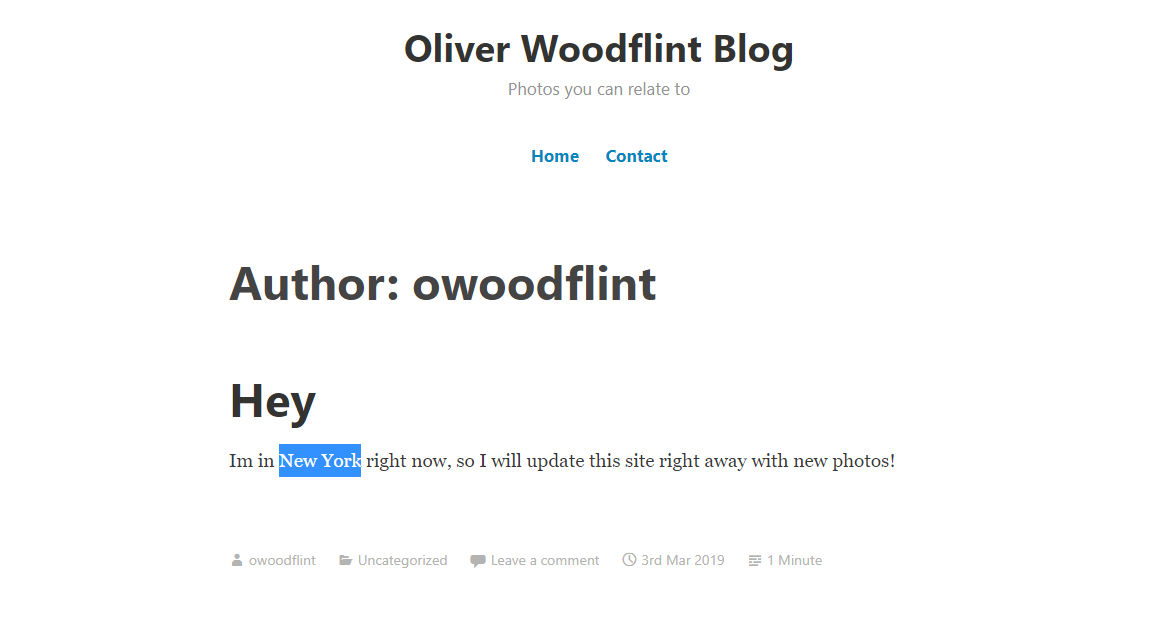 Oliver Woodflint Blog
Photos you can relate to
Home Contact
Author: owoodflint
Hey
Im in New York right now, so I will update this site right away with new photos!
owoodflint Uncategorized Leave a comment 3rd Mar 2019 1 Minute